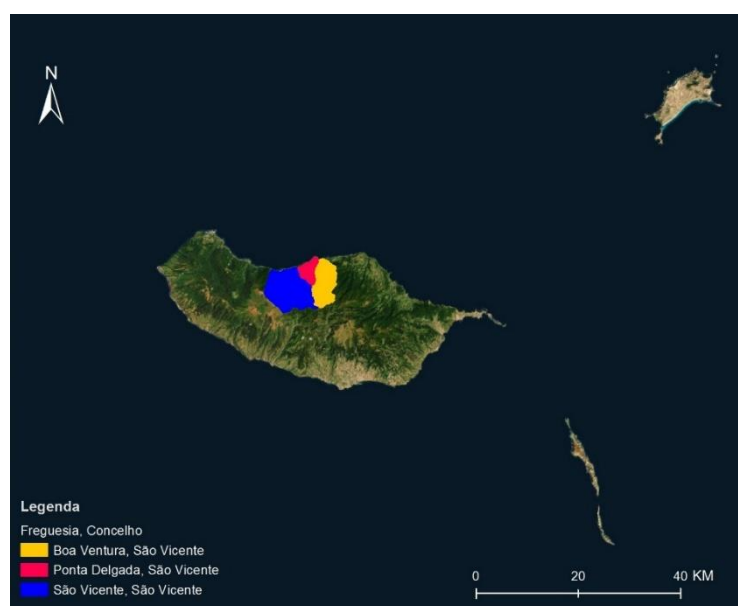 N
Legenda
Freguesia, Concelho
Boa Ventura, São Vicente
Ponta Delgada, São Vicente
São Vicente, São Vicente
0 20 40 KM